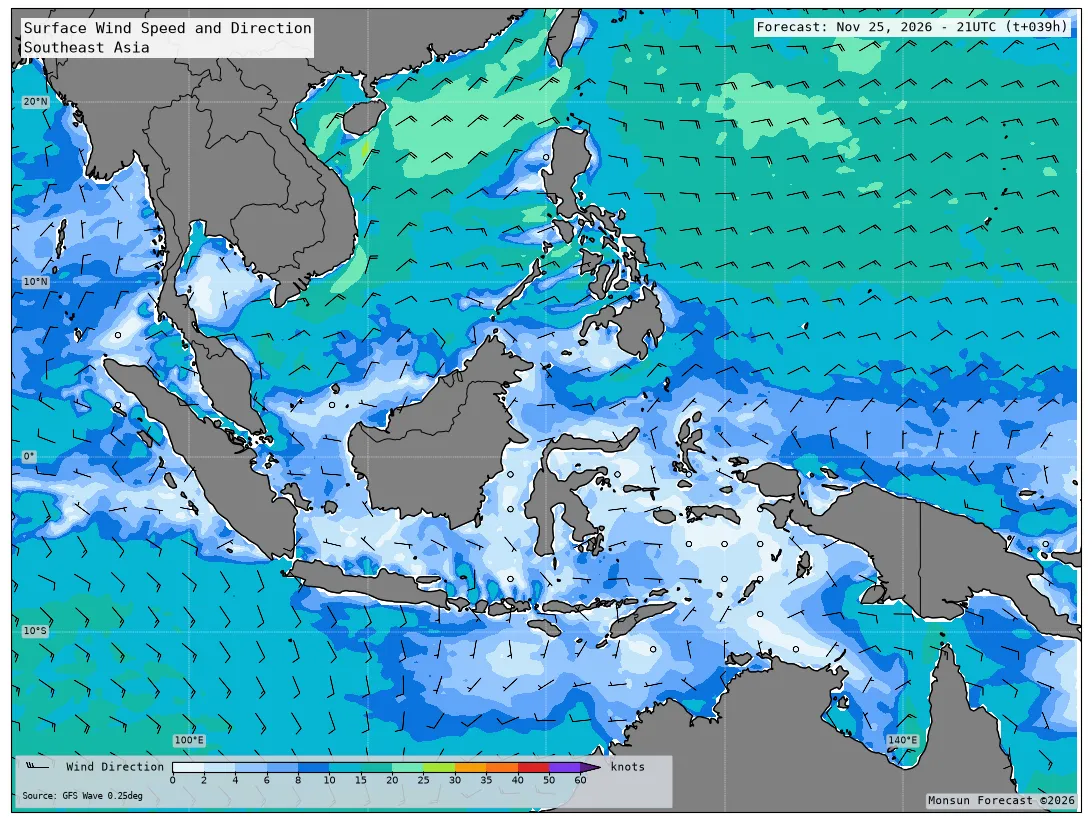 Surface Wind Speed and Direction
Southeast Asia
Forecast: Nov 25, 2026 - 21UTC (t+039h)
20°N
10°N
0°
10°S
100°E
140°E
Wind Direction
0 2 4 6 8 10 15 20 25 30 35 40 50 60
knots
Source: GFS Wave 0.25deg
Monsun Forecast ©2026